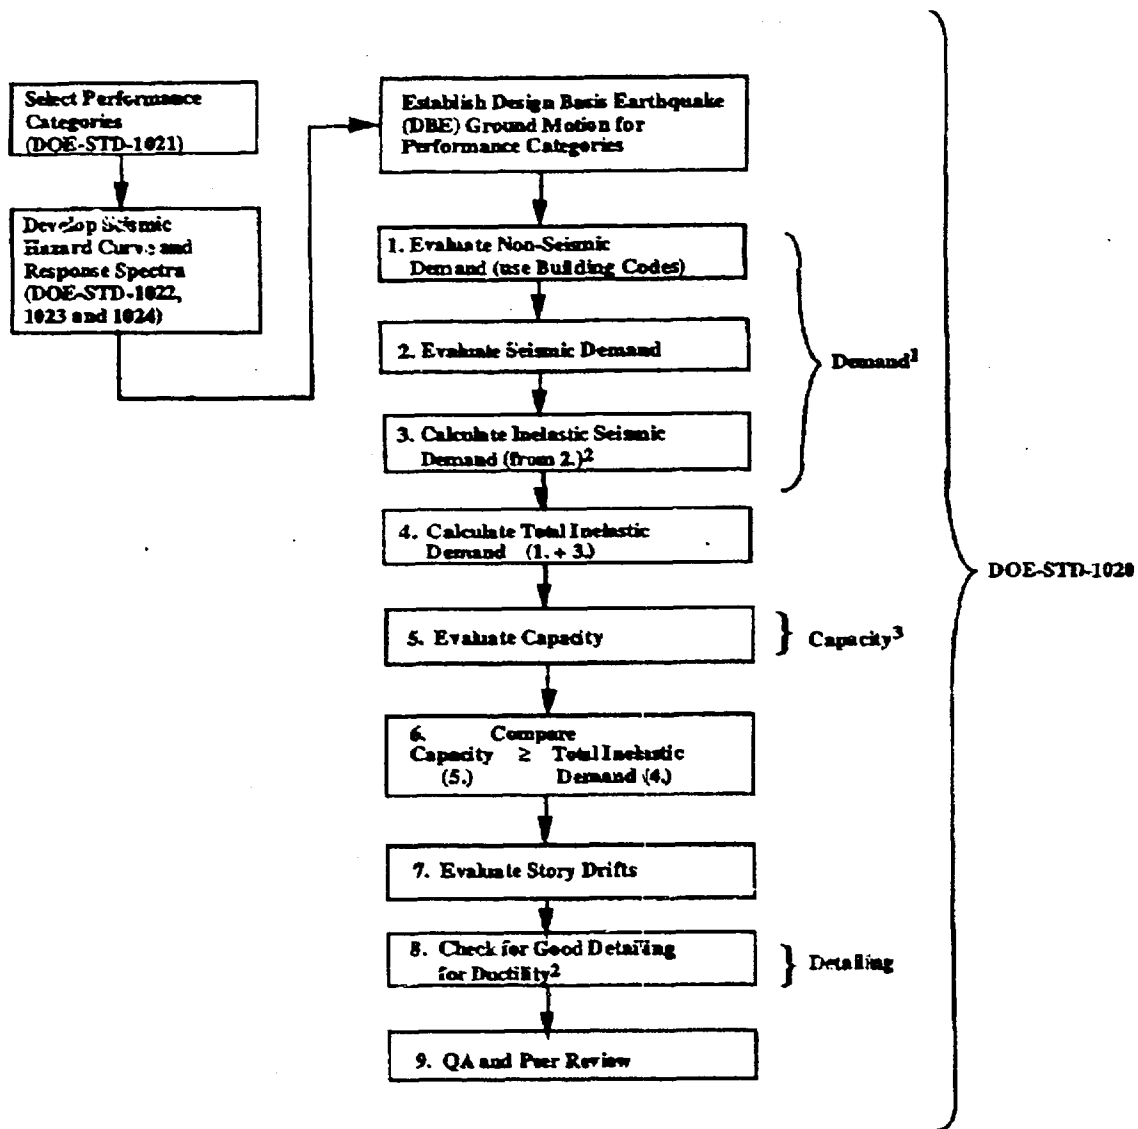 Select Performance
Categories
(DOE-STD-1021)
Develop Seismic
Hazard Curve and
Response Spectra
(DOE-STD-1022,
1023 and 1024)
Establish Design Basis Earthquake
(DBE) Ground Motion for
Performance Categories
1. Evaluate Non-Seismic
Demand (use Building Codes)
2. Evaluate Seismic Demand
3. Calculate Inelastic Seismic
Demand (from 2.)²
Demand¹
4. Calculate Total Inelastic
Demand (1. + 3.)
5. Evaluate Capacity
Capacity³
6. Compare
Capacity ≥ Total Inelastic
(5.) Demand (4.)
7. Evaluate Story Drifts
8. Check for Good Detailing
for Ductility²
Detailing
9. QA and Peer Review
DOE-STD-1020